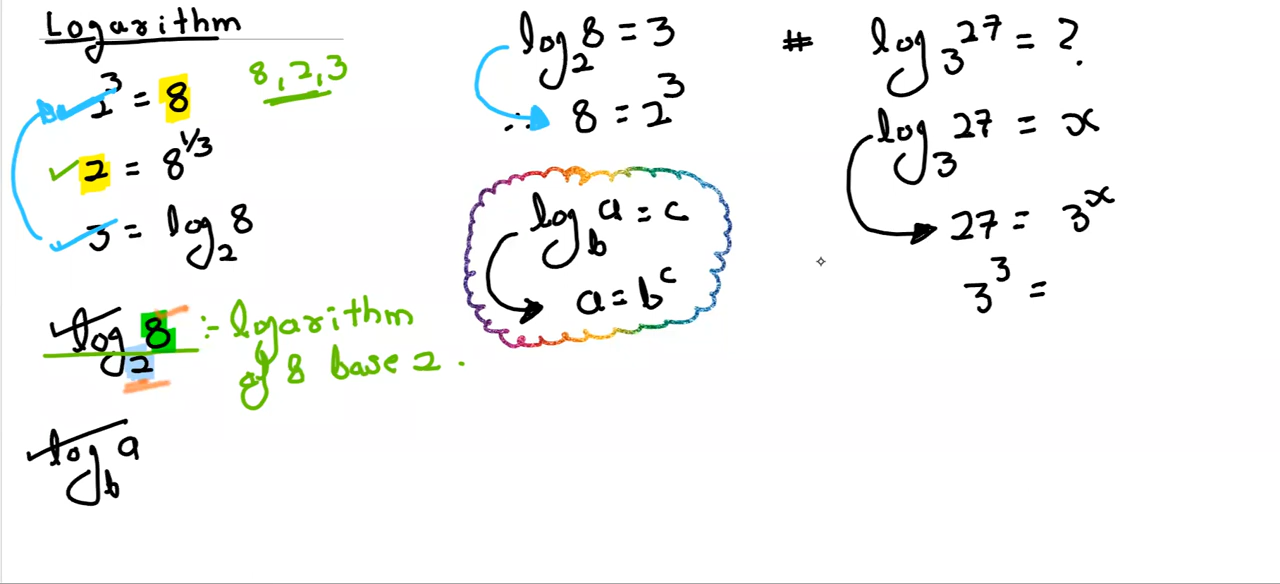 Logarithm
2³ = 8
8, 2, 3
2 = 8^(1/3)
3 = log₂ 8
log₂ 8 :- logarithm
of 8 base 2.
log_b a
log₂ 8 = 3
∴ 8 = 2³
log_b a = c
a = b^c
# log₃ 27 = ?
log₃ 27 = x
27 = 3^x
3³ =